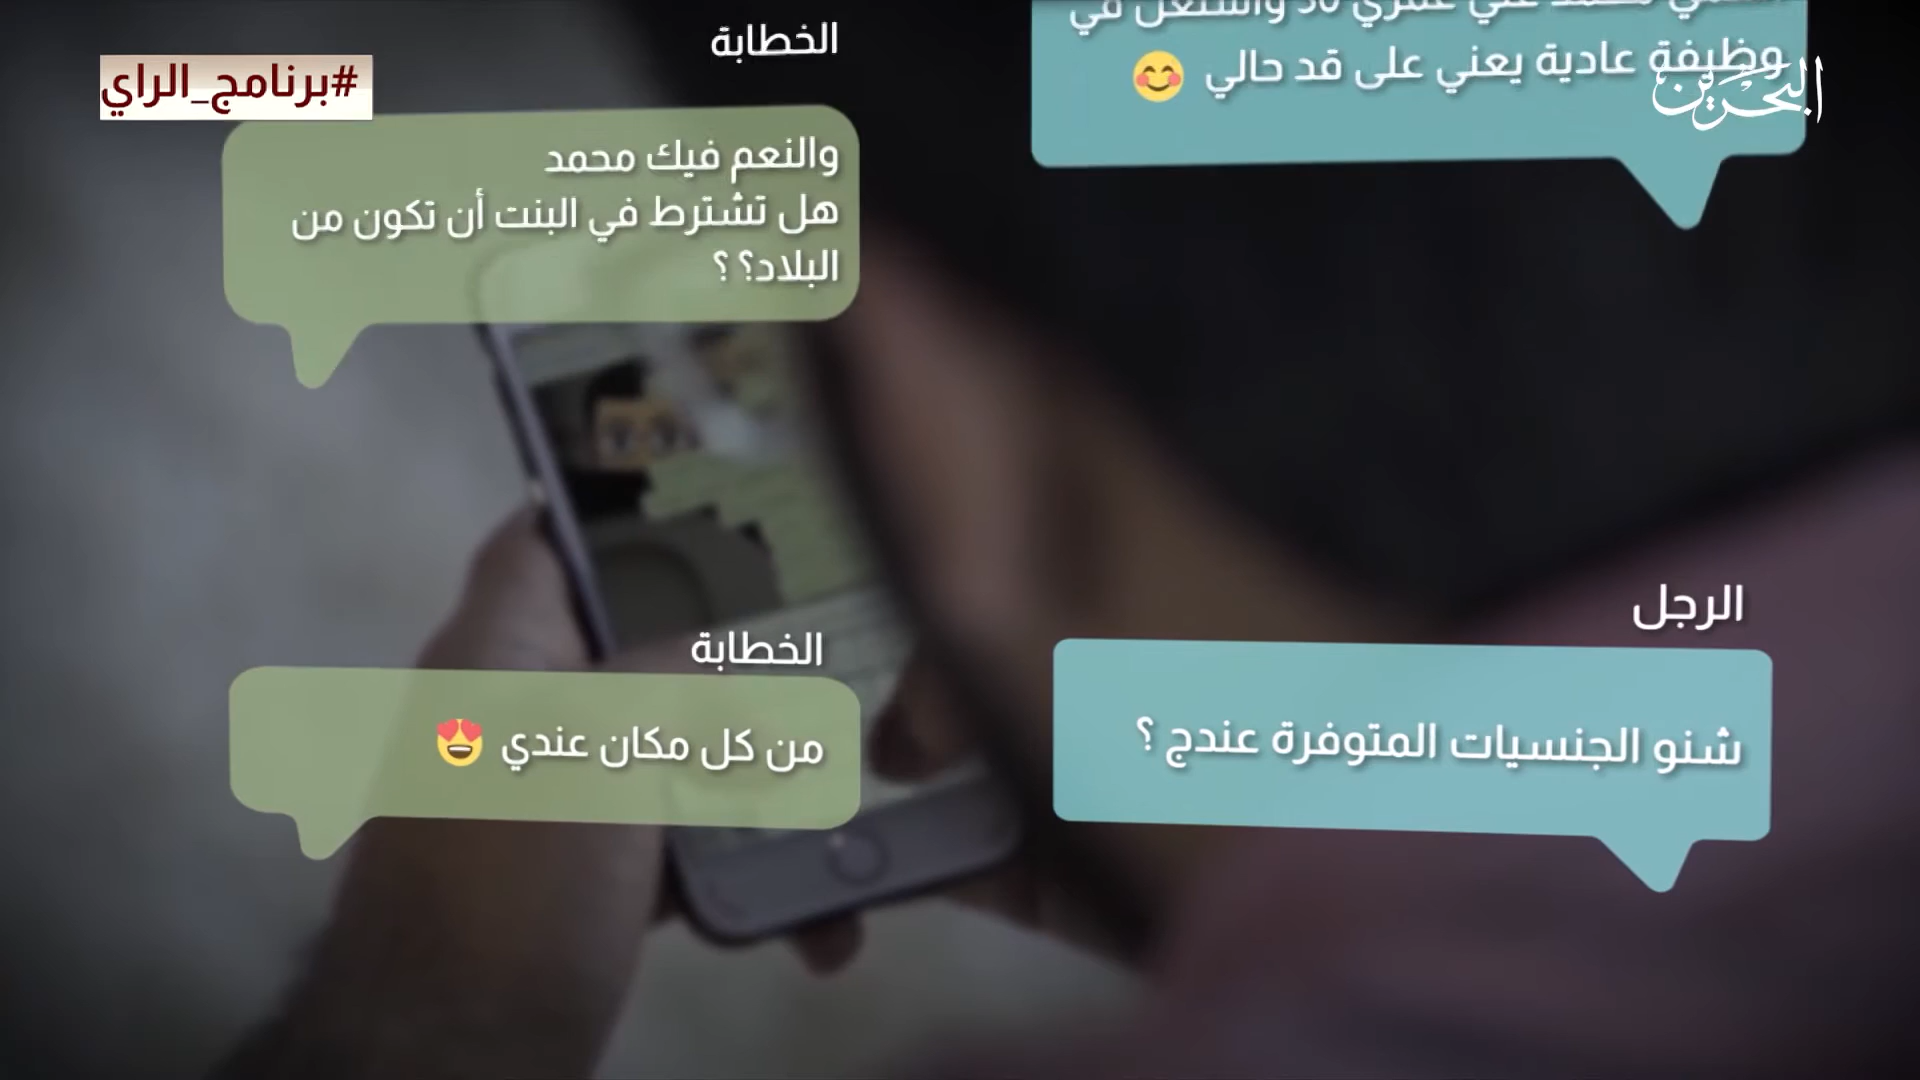 #برنامج_الراي
البحرين
وظيفة عادية يعني على قد حالي 😊
الخطابة
والنعم فيك محمد
هل تشترط في البنت أن تكون من
البلاد؟ ؟
الرجل
شنو الجنسيات المتوفرة عندج ؟
الخطابة
من كل مكان عندي 😍